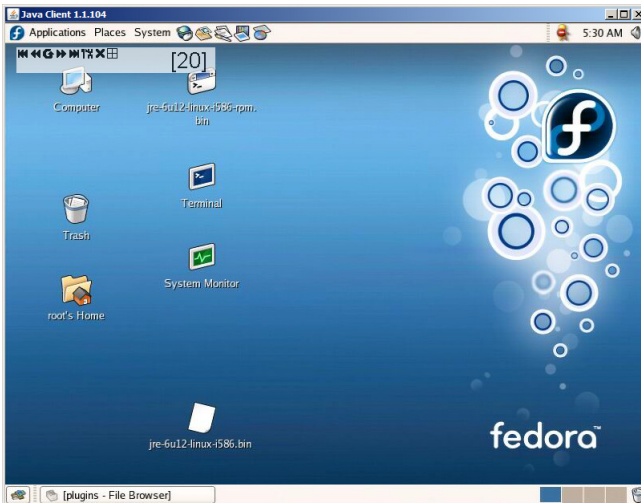 Java Client 1.1.104
Applications Places System
5:30 AM
[20]
Computer
jre-6u12-linux-i586-rpm.
bin
Terminal
Trash
System Monitor
root's Home
jre-6u12-linux-i586.bin
fedora™
[plugins - File Browser]